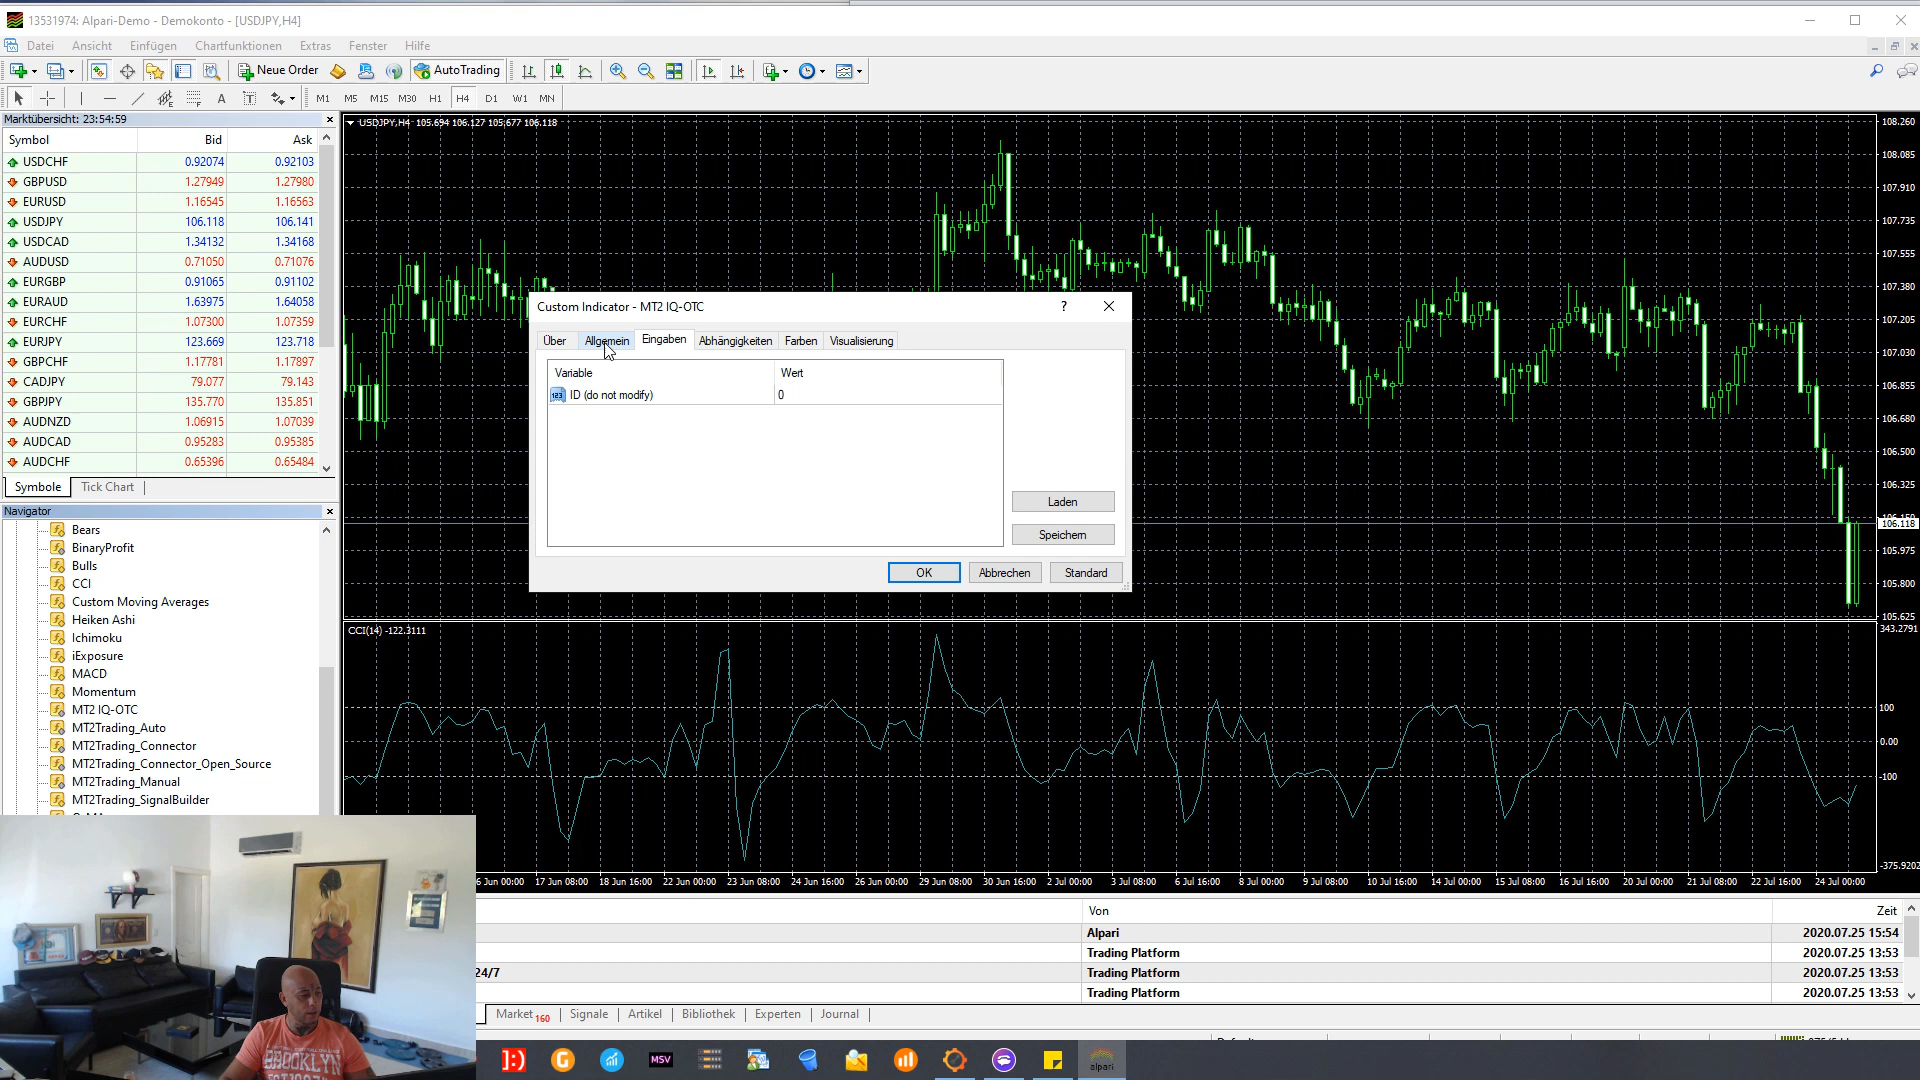 13531974: Alpari-Demo - Demokonto - [USDJPY,H4]
Datei Ansicht Einfügen Chartfunktionen Extras Fenster Hilfe
Neue Order AutoTrading
A T M1 M5 M15 M30 H1 H4 D1 W1 MN
Marktübersicht: 23:54:59
Symbol Bid Ask
USDCHF 0.92074 0.92103
GBPUSD 1.27949 1.27980
EURUSD 1.16545 1.16563
USDJPY 106.118 106.141
USDCAD 1.34132 1.34168
AUDUSD 0.71050 0.71076
EURGBP 0.91065 0.91102
EURAUD 1.63975 1.64058
EURCHF 1.07300 1.07359
EURJPY 123.669 123.718
GBPCHF 1.17781 1.17897
CADJPY 79.077 79.143
GBPJPY 135.770 135.851
AUDNZD 1.06915 1.07039
AUDCAD 0.95283 0.95385
AUDCHF 0.65396 0.65484
Symbole Tick Chart
Navigator
Bears
BinaryProfit
Bulls
CCI
Custom Moving Averages
Heiken Ashi
Ichimoku
iExposure
MACD
Momentum
MT2 IQ-OTC
MT2Trading_Auto
MT2Trading_Connector
MT2Trading_Connector_Open_Source
MT2Trading_Manual
MT2Trading_SignalBuilder
USDJPY,H4 105.694 106.127 105.677 106.118
108.260
108.085
107.910
107.735
107.555
107.380
107.205
107.030
106.855
106.680
106.500
106.325
106.150
106.118
105.975
105.800
105.625
Custom Indicator - MT2 IQ-OTC ?
Über Allgemein Eingaben Abhängigkeiten Farben Visualisierung
Variable Wert
123 ID (do not modify) 0
Laden
Speichern
OK Abbrechen Standard
CCI(14) -122.3111
343.2791
100
0.00
-100
-375.9202
6 Jun 00:00 17 Jun 08:00 18 Jun 16:00 22 Jun 00:00 23 Jun 08:00 24 Jun 16:00 26 Jun 00:00 29 Jun 08:00 30 Jun 16:00 2 Jul 00:00 3 Jul 08:00 6 Jul 16:00 8 Jul 00:00 9 Jul 08:00 10 Jul 16:00 14 Jul 00:00 15 Jul 08:00 16 Jul 16:00 20 Jul 00:00 21 Jul 08:00 22 Jul 16:00 24 Jul 00:00
Von Zeit
Alpari 2020.07.25 15:54
Trading Platform 2020.07.25 13:53
24/7 Trading Platform 2020.07.25 13:53
Trading Platform 2020.07.25 13:53
Market 160 Signale Artikel Bibliothek Experten Journal
MSV
alpari
BROOKLYN